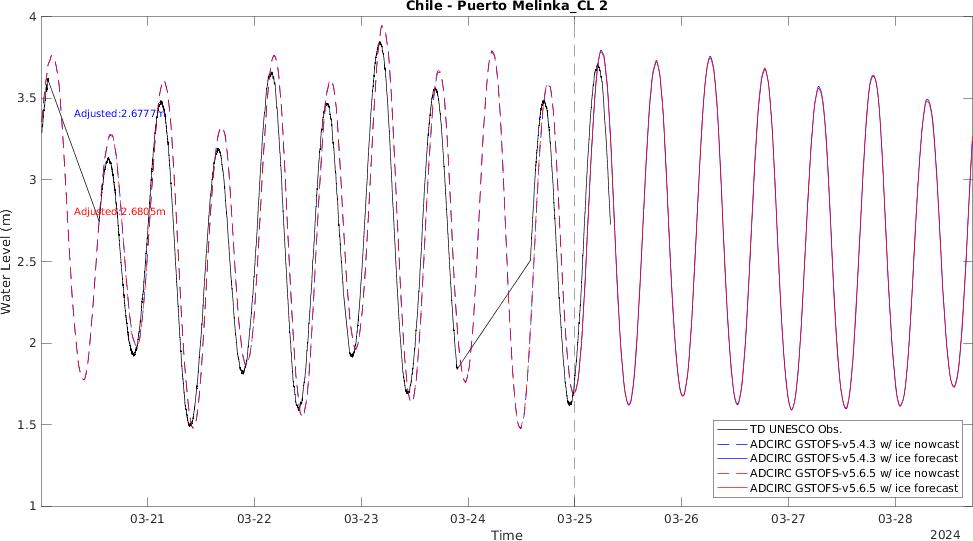 Chile - Puerto Melinka_CL 2
4
3.5
3
2.5
2
1.5
1
Water Level (m)
Adjusted:2.6777m
Adjusted:2.6805m
TD UNESCO Obs.
ADCIRC GSTOFS-v5.4.3 w/ ice nowcast
ADCIRC GSTOFS-v5.4.3 w/ ice forecast
ADCIRC GSTOFS-v5.6.5 w/ ice nowcast
ADCIRC GSTOFS-v5.6.5 w/ ice forecast
03-21 03-22 03-23 03-24 03-25 03-26 03-27 03-28
2024
Time